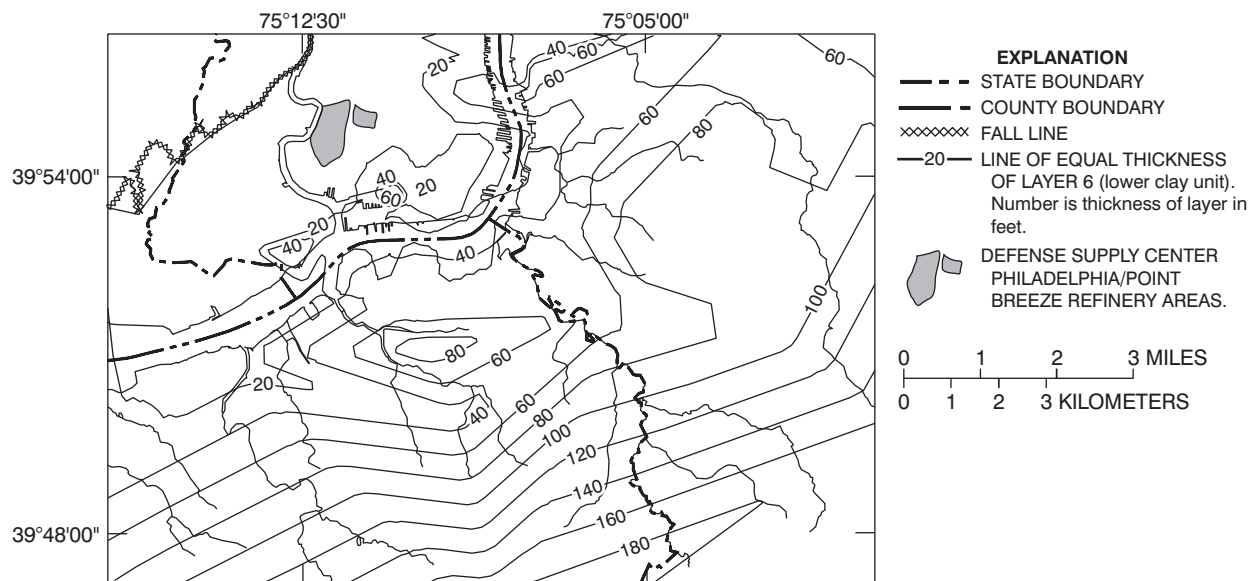 75°12'30"
75°05'00"
39°54'00"
39°48'00"
20
40
60
60
60
60
80
40
60
20
20
40
40
100
80
60
20
40
60
80
100
120
140
160
180
EXPLANATION
STATE BOUNDARY
COUNTY BOUNDARY
FALL LINE
20
LINE OF EQUAL THICKNESS
OF LAYER 6 (lower clay unit).
Number is thickness of layer in
feet.
DEFENSE SUPPLY CENTER
PHILADELPHIA/POINT
BREEZE REFINERY AREAS.
0 1 2 3 MILES
0 1 2 3 KILOMETERS